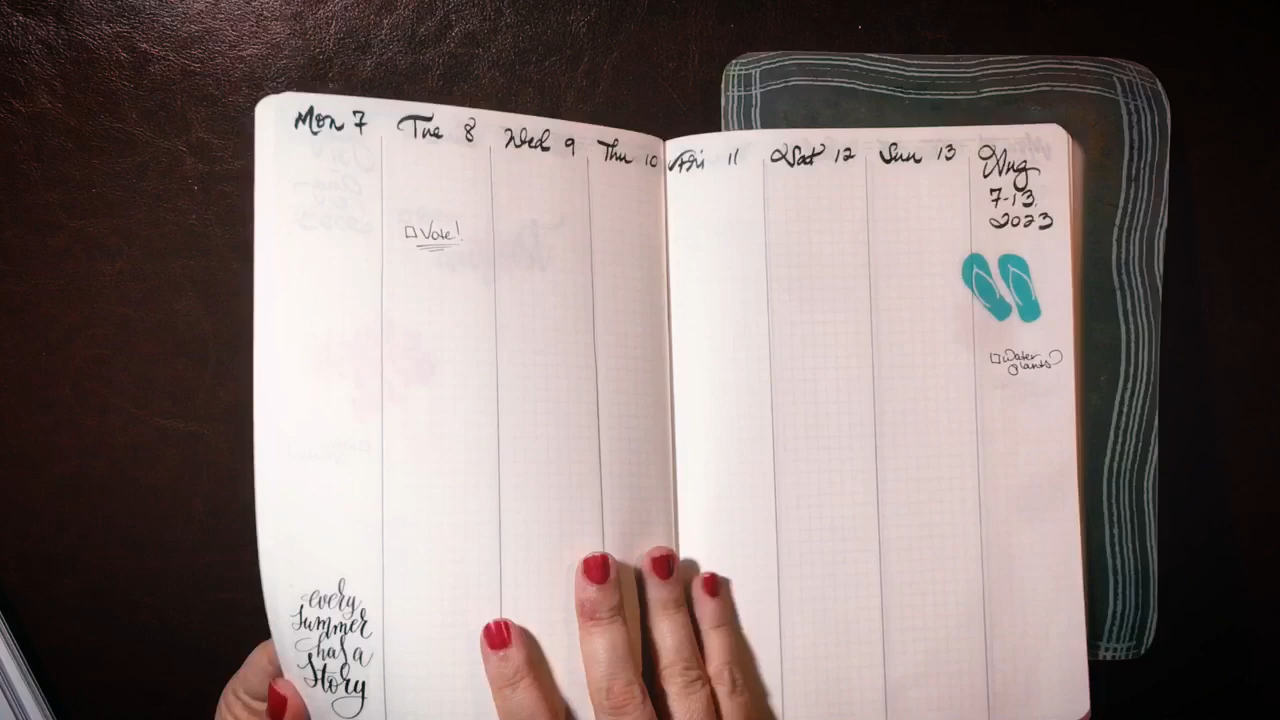 Mon 7
Tue 8
Wed 9
Thu 10
Fri 11
Sat 12
Sun 13
Aug
7-13
2023
Vote!
Water
plants
every
Summer
has a
Story